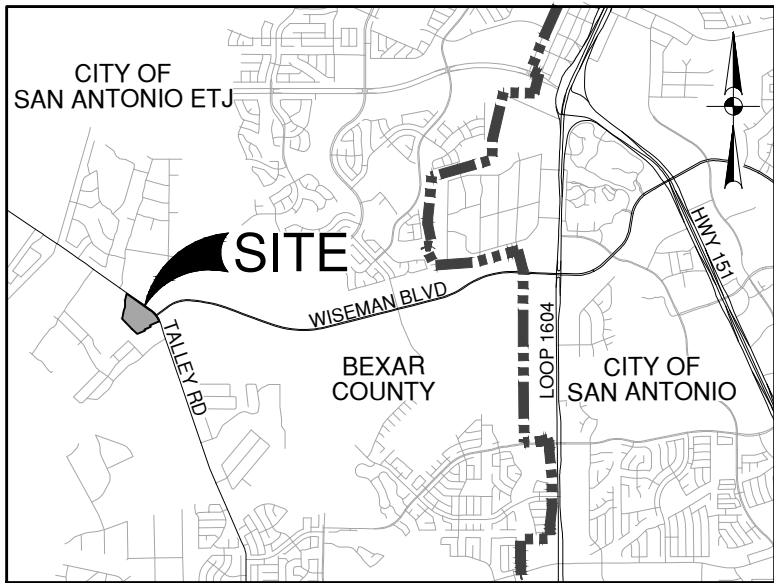 CITY OF
SAN ANTONIO ETJ
SITE
HWY 151
WISEMAN BLVD
TALLEY RD
LOOP 1604
BEXAR
COUNTY
CITY OF
SAN ANTONIO